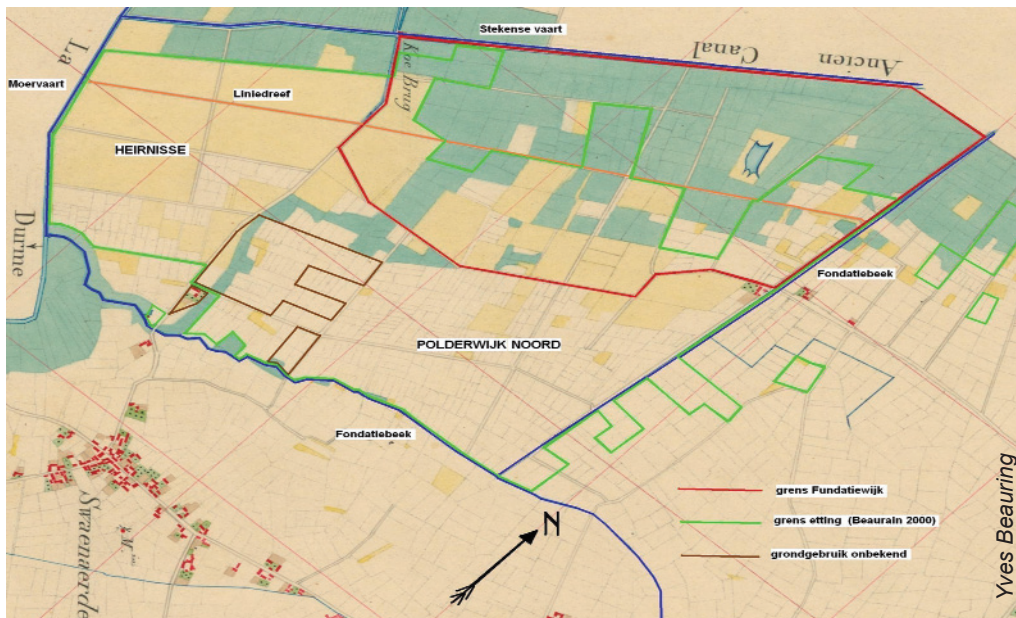 Stekense vaart
La
Koe Brug
Ancien
Canal
Moervaart
Liniedreef
HEIRNISSE
Durme
Fondatiebeek
POLDERWIJK NOORD
Fondatiebeek
Swaenaerde
N
grens Fundatiewijk
grens etting (Beaurain 2000)
grondgebruik onbekend
Yves Beauring